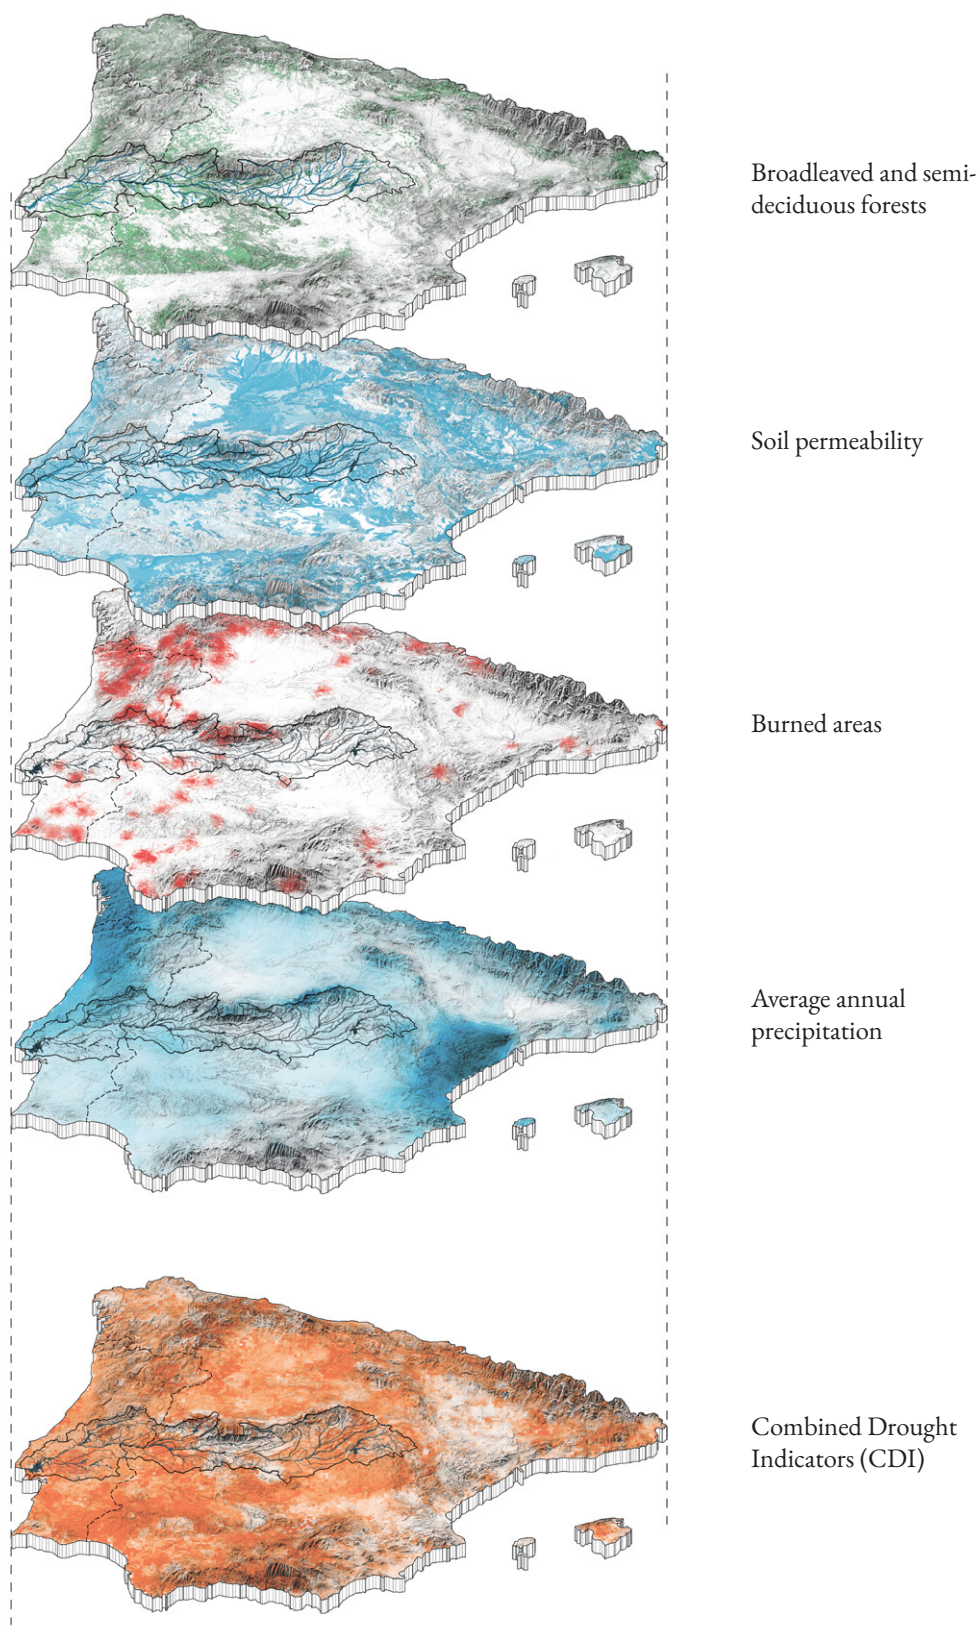 Broadleaved and semi-
deciduous forests
Soil permeability
Burned areas
Average annual
precipitation
Combined Drought
Indicators (CDI)